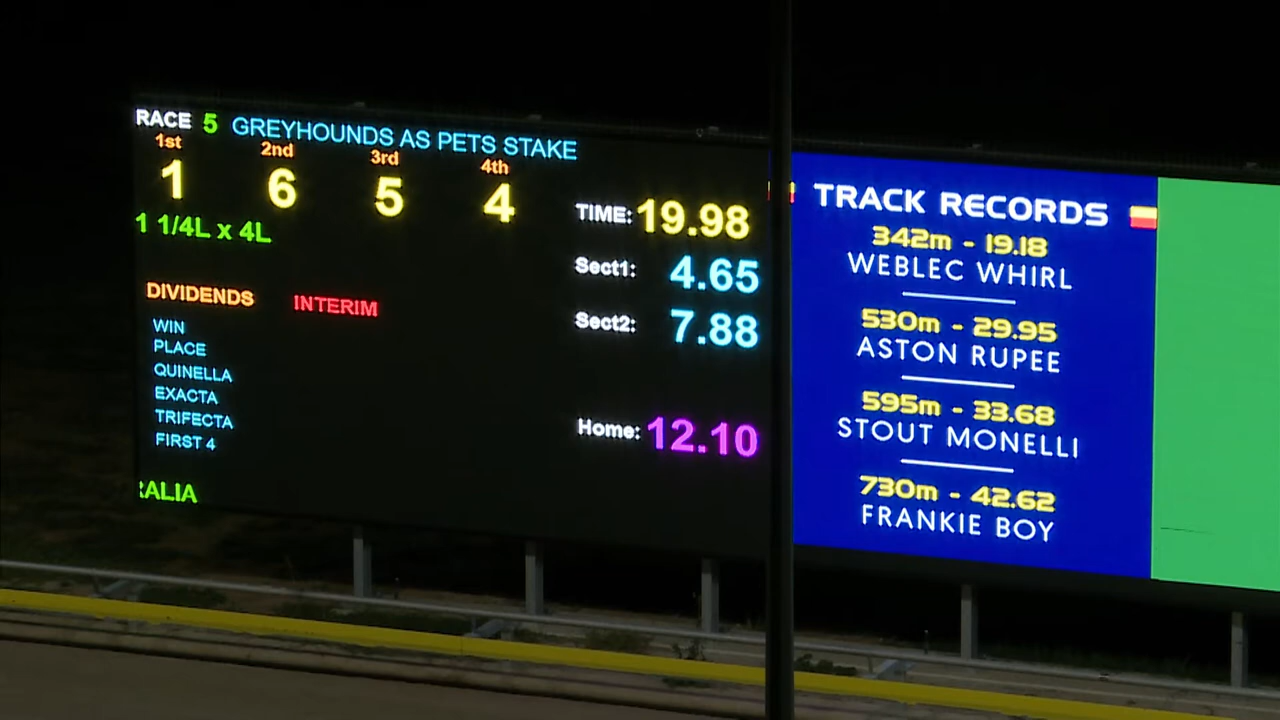 RACE 5 GREYHOUNDS AS PETS STAKE
1st 2nd 3rd 4th
1 6 5 4
1 1/4L x 4L
TIME: 19.98
Sect1: 4.65
Sect2: 7.88
Home: 12.10
DIVIDENDS INTERIM
WIN
PLACE
QUINELLA
EXACTA
TRIFECTA
FIRST 4
RALIA
TRACK RECORDS
342m - 19.18
WEBLEC WHIRL
530m - 29.95
ASTON RUPEE
595m - 33.68
STOUT MONELLI
730m - 42.62
FRANKIE BOY